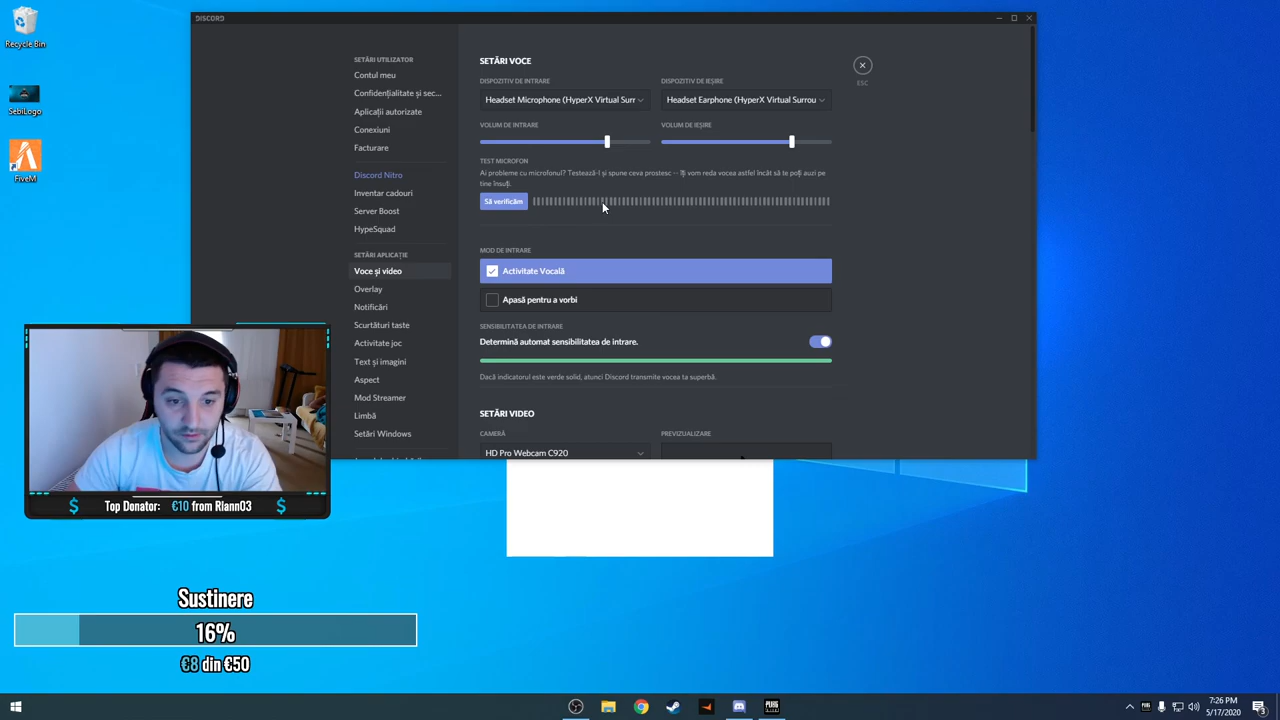 DISCORD
Recycle Bin
SebiLogo
FiveM
SETĂRI UTILIZATOR
Contul meu
Confidențialitate și sec...
Aplicații autorizate
Conexiuni
Facturare
Discord Nitro
Inventar cadouri
Server Boost
HypeSquad
SETĂRI APLICAȚIE
Voce și video
Overlay
Notificări
Scurtături taste
Activitate joc
Text și imagini
Aspect
Mod Streamer
Limbă
Setări Windows
SETĂRI VOCE
ESC
DISPOZITIV DE INTRARE
DISPOZITIV DE IEȘIRE
Headset Microphone (HyperX Virtual Surr
Headset Earphone (HyperX Virtual Surrou
VOLUM DE INTRARE
VOLUM DE IEȘIRE
TEST MICROFON
Ai probleme cu microfonul? Testează-l și spune ceva prostesc -- îți vom reda vocea astfel încât să te poți auzi pe
tine însuți.
Să verificăm
MOD DE INTRARE
Activitate Vocală
Apasă pentru a vorbi
SENSIBILITATEA DE INTRARE
Determină automat sensibilitatea de intrare.
Dacă indicatorul este verde solid, atunci Discord transmite vocea ta superbă.
SETĂRI VIDEO
CAMERĂ
PREVIZUALIZARE
HD Pro Webcam C920
$ Top Donator: €10 from RIann03 $
Sustinere
16%
€8 din €50
PUBG
7:26 PM
5/17/2020